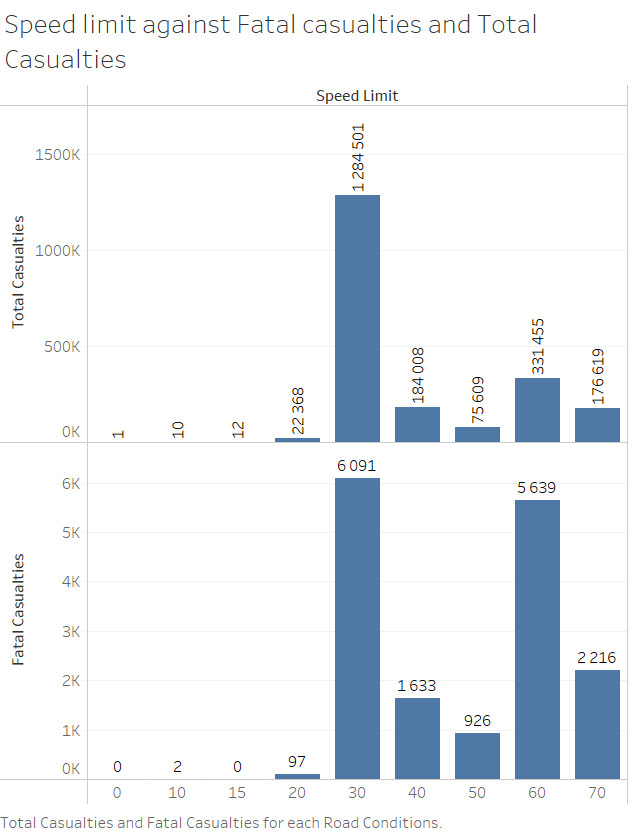 Speed limit against Fatal casualties and Total
Casualties
Speed Limit
Total Casualties
1500K
1000K
500K
0K
1
10
12
22 368
1 284 501
184 008
75 609
331 455
176 619
Fatal Casualties
6K
5K
4K
3K
2K
1K
0K
0
2
0
97
6 091
1 633
926
5 639
2 216
0 10 15 20 30 40 50 60 70
Total Casualties and Fatal Casualties for each Road Conditions.